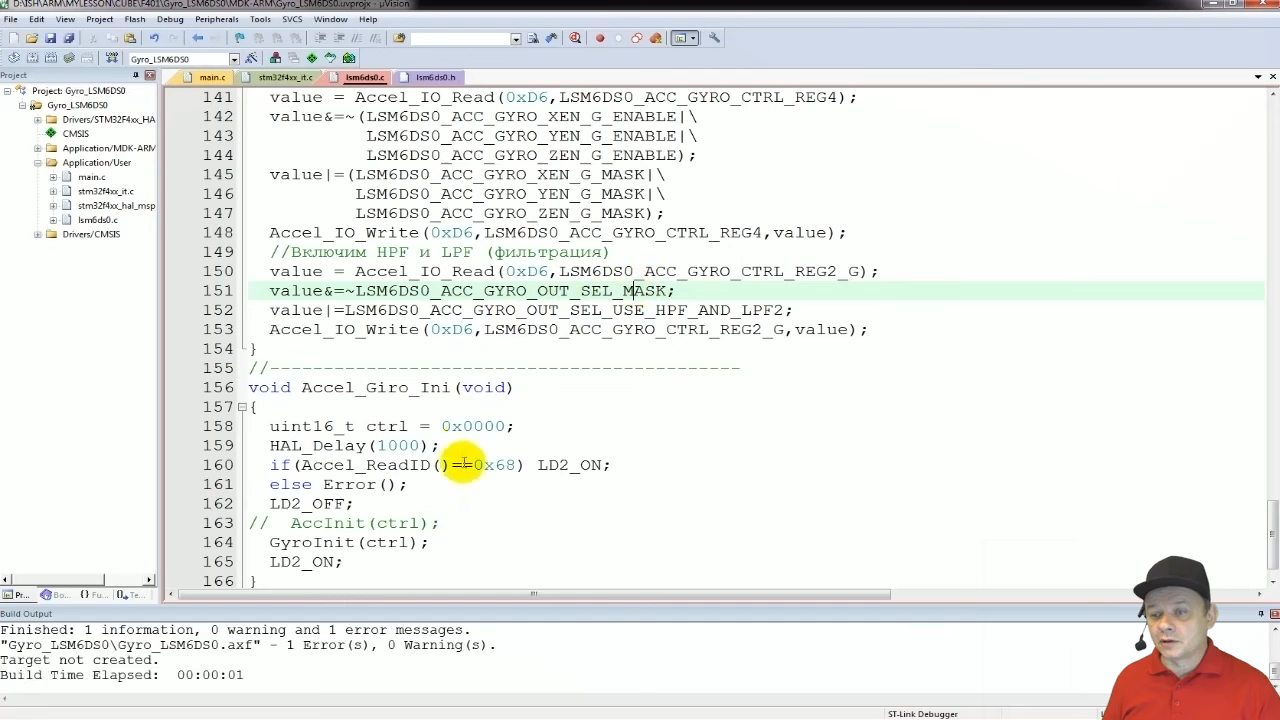 D:\ISH\ARM\MYLESSON\CUBE\F401\Gyro_LSM6DS0\MDK-ARM\Gyro_LSM6DS0.uvprojx - µVision
File Edit View Project Flash Debug Peripherals Tools SVCS Window Help
Gyro_LSM6DS0
Project
main.c stm32f4xx_it.c lsm6ds0.c lsm6ds0.h
Project: Gyro_LSM6DS0
Gyro_LSM6DS0
Drivers/STM32F4xx_HA
CMSIS
Application/MDK-ARM
Application/User
main.c
stm32f4xx_it.c
stm32f4xx_hal_msp
lsm6ds0.c
Drivers/CMSIS
141 value = Accel_IO_Read(0xD6,LSM6DS0_ACC_GYRO_CTRL_REG4);
142 value&=~(LSM6DS0_ACC_GYRO_XEN_G_ENABLE|\
143 LSM6DS0_ACC_GYRO_YEN_G_ENABLE|\
144 LSM6DS0_ACC_GYRO_ZEN_G_ENABLE);
145 value|=(LSM6DS0_ACC_GYRO_XEN_G_MASK|\
146 LSM6DS0_ACC_GYRO_YEN_G_MASK|\
147 LSM6DS0_ACC_GYRO_ZEN_G_MASK);
148 Accel_IO_Write(0xD6,LSM6DS0_ACC_GYRO_CTRL_REG4,value);
149 //Включим HPF и LPF (фильтрация)
150 value = Accel_IO_Read(0xD6,LSM6DS0_ACC_GYRO_CTRL_REG2_G);
151 value&=~LSM6DS0_ACC_GYRO_OUT_SEL_MASK;
152 value|=LSM6DS0_ACC_GYRO_OUT_SEL_USE_HPF_AND_LPF2;
153 Accel_IO_Write(0xD6,LSM6DS0_ACC_GYRO_CTRL_REG2_G,value);
154 }
155 //--------------------------------------------
156 void Accel_Giro_Ini(void)
157 {
158 uint16_t ctrl = 0x0000;
159 HAL_Delay(1000);
160 if(Accel_ReadID()==0x68) LD2_ON;
161 else Error();
162 LD2_OFF;
163 // AccInit(ctrl);
164 GyroInit(ctrl);
165 LD2_ON;
166 }
Pr... Bo... Fu... Te...
Build Output
Finished: 1 information, 0 warning and 1 error messages.
"Gyro_LSM6DS0\Gyro_LSM6DS0.axf" - 1 Error(s), 0 Warning(s).
Target not created.
Build Time Elapsed: 00:00:01
ST-Link Debugger